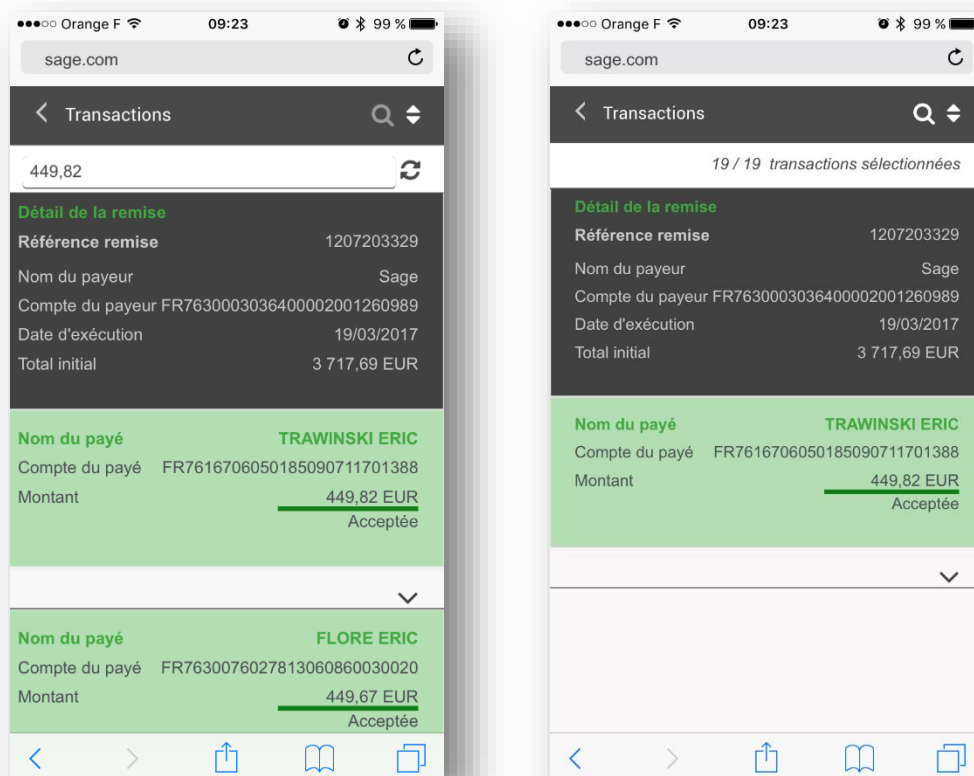 Orange F 09:23 99 %
sage.com
Transactions
449,82
Détail de la remise
Référence remise 1207203329
Nom du payeur Sage
Compte du payeur FR7630003036400002001260989
Date d'exécution 19/03/2017
Total initial 3 717,69 EUR
Nom du payé TRAWINSKI ERIC
Compte du payé FR7616706050185090711701388
Montant 449,82 EUR
Acceptée
Nom du payé FLORE ERIC
Compte du payé FR7630076027813060860030020
Montant 449,67 EUR
Acceptée
Orange F 09:23 99 %
sage.com
Transactions
19 / 19 transactions sélectionnées
Détail de la remise
Référence remise 1207203329
Nom du payeur Sage
Compte du payeur FR7630003036400002001260989
Date d'exécution 19/03/2017
Total initial 3 717,69 EUR
Nom du payé TRAWINSKI ERIC
Compte du payé FR7616706050185090711701388
Montant 449,82 EUR
Acceptée